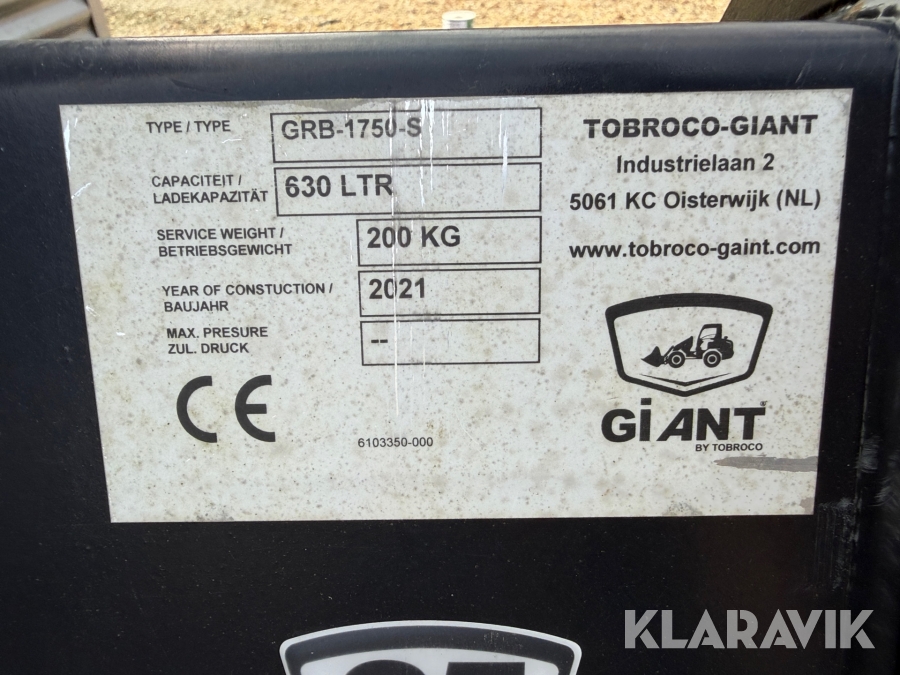 TYPE / TYPE
GRB-1750-S
CAPACITEIT /
LADEKAPAZITÄT
630 LTR
SERVICE WEIGHT /
BETRIEBSGEWICHT
200 KG
YEAR OF CONSTUCTION /
BAUJAHR
2021
MAX. PRESURE
ZUL. DRUCK
--
CE
6103350-000
TOBROCO-GIANT
Industrielaan 2
5061 KC Oisterwijk (NL)
www.tobroco-gaint.com
GiANT®
BY TOBROCO
KLARAVIK